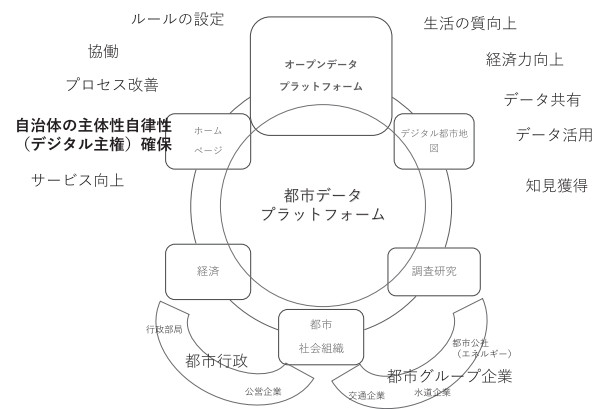 ルールの設定
協働
プロセス改善
自治体の主体性自律性
（デジタル主権）確保
サービス向上
オープンデータ
プラットフォーム
生活の質向上
経済力向上
データ共有
データ活用
知見獲得
ホーム
ページ
デジタル都市地
図
都市データ
プラットフォーム
経済
調査研究
都市
社会組織
行政部局
都市行政
公営企業
都市公社
（エネルギー）
都市グループ企業
交通企業
水道企業